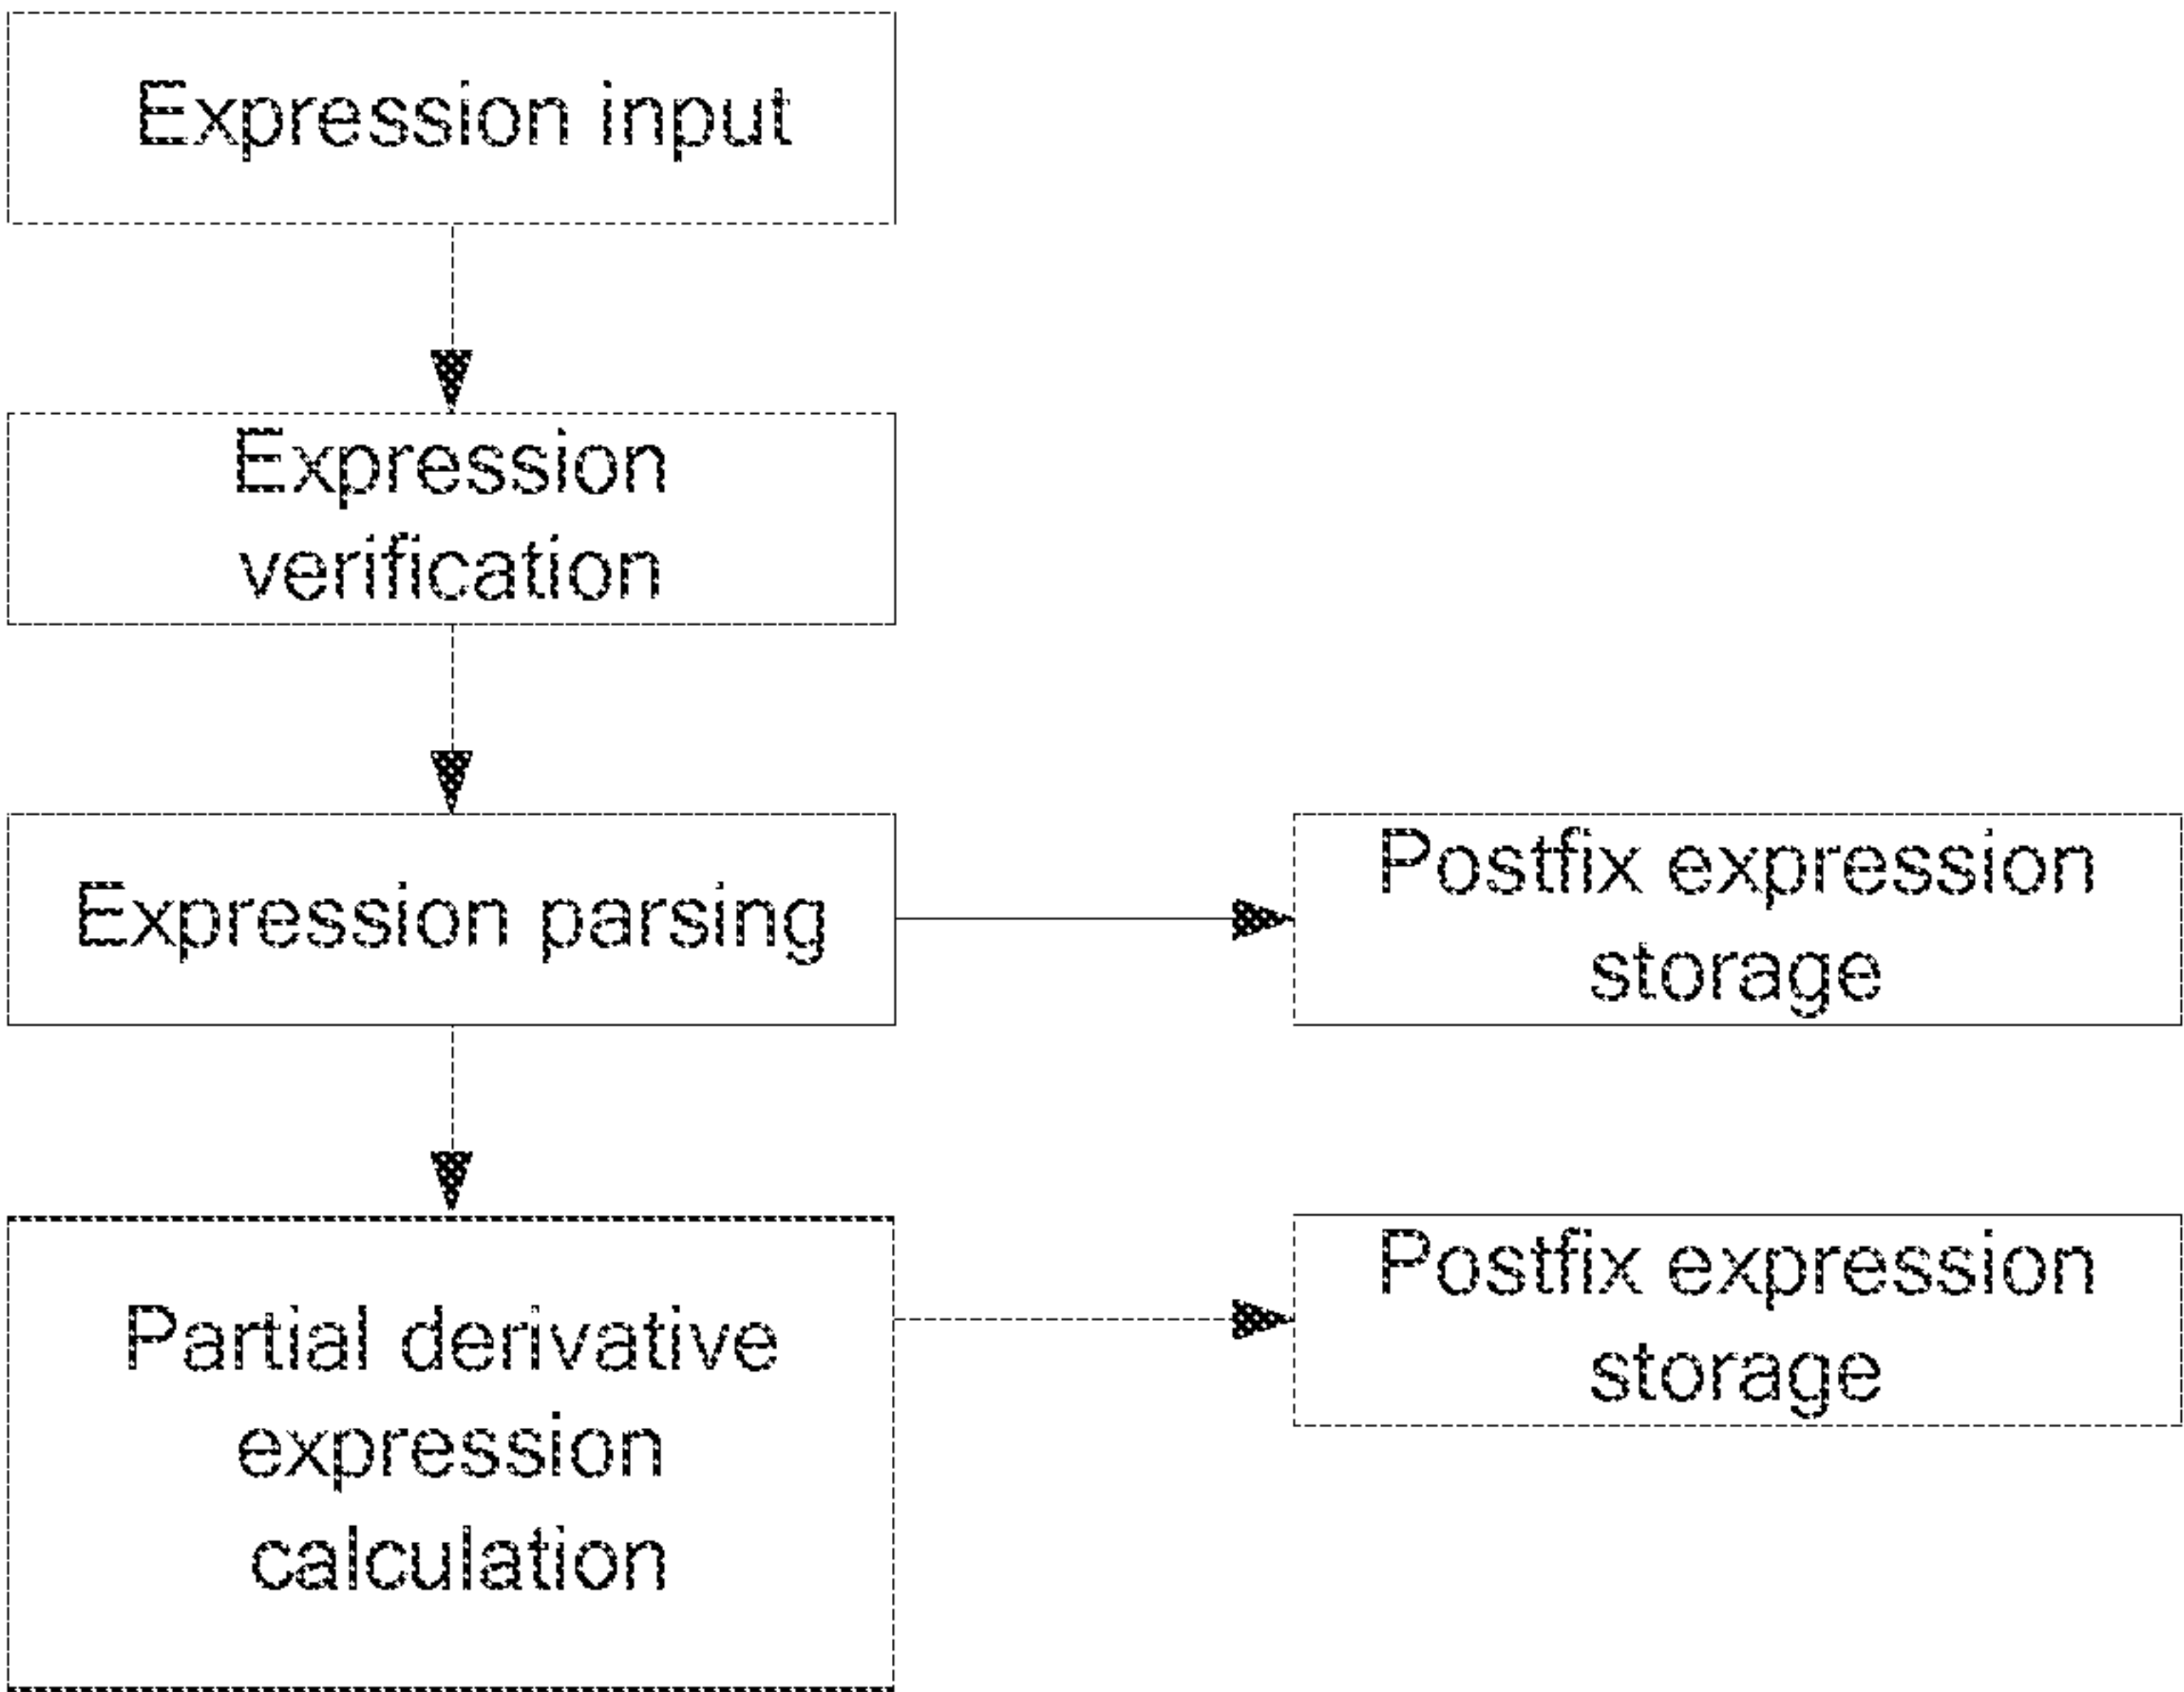 Expression input
Expression
verification
Expression parsing
Postfix expression
storage
Partial derivative
expression
calculation
Postfix expression
storage